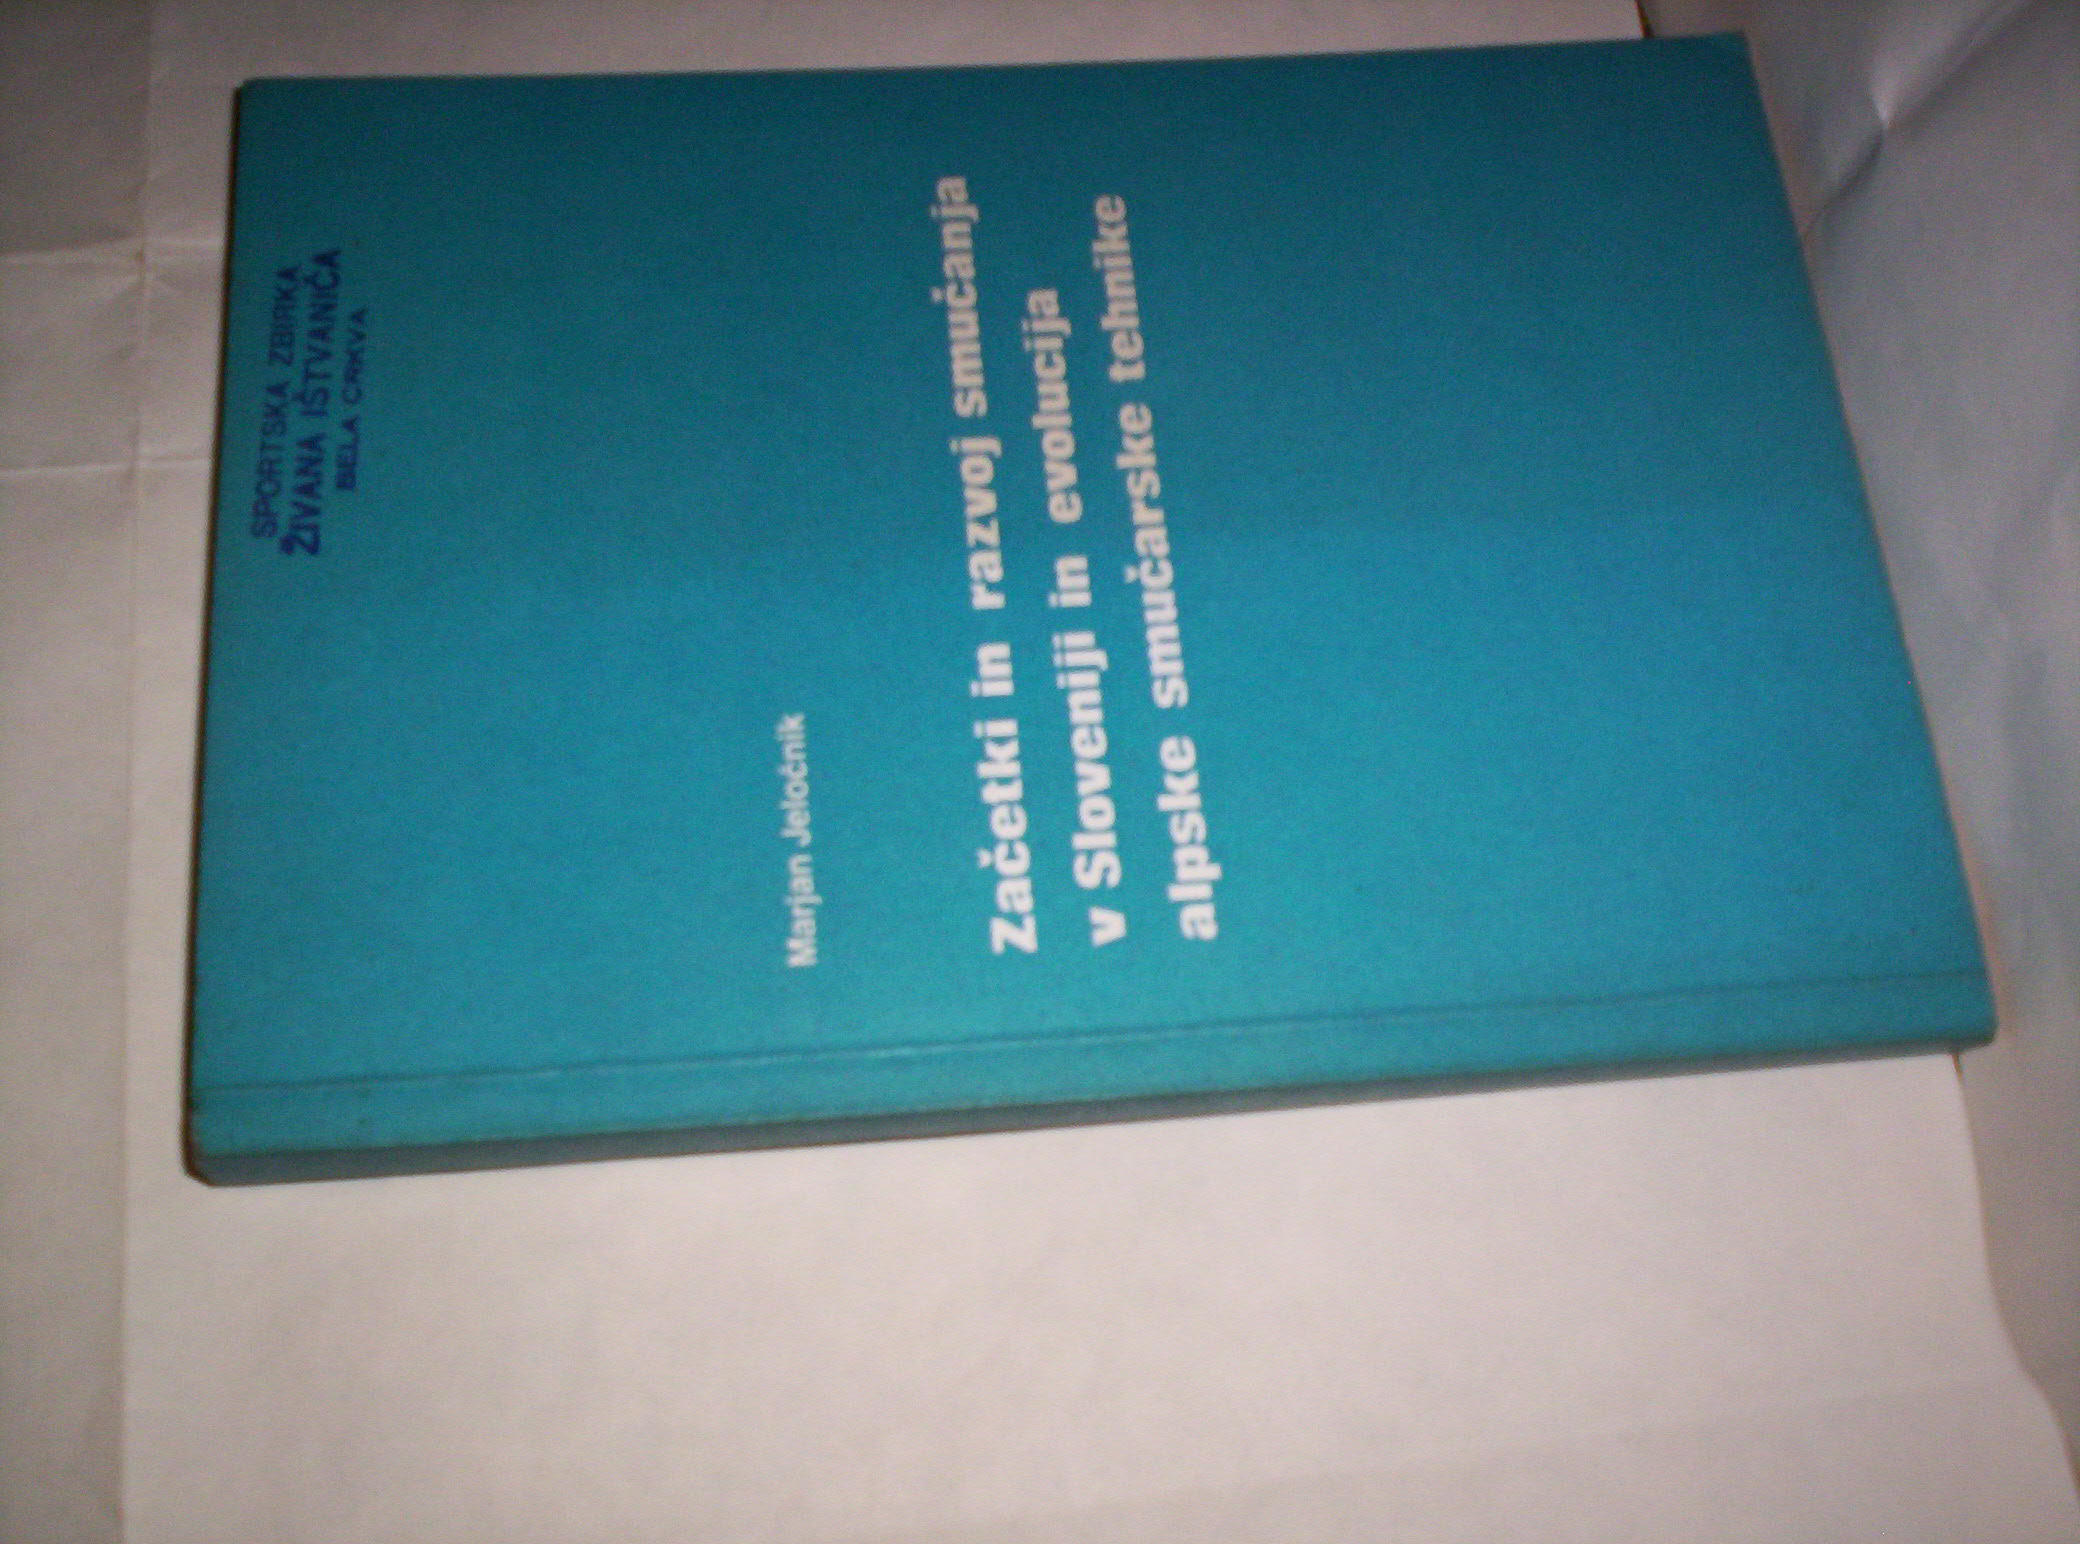 SPORTSKA ZBIRKA
ŽIVANA IŠTVANIĆA
BELA CRKVA
Marjan Jeločnik
Začetki in razvoj smučanja
v Sloveniji in evolucija
alpske smučarske tehnike